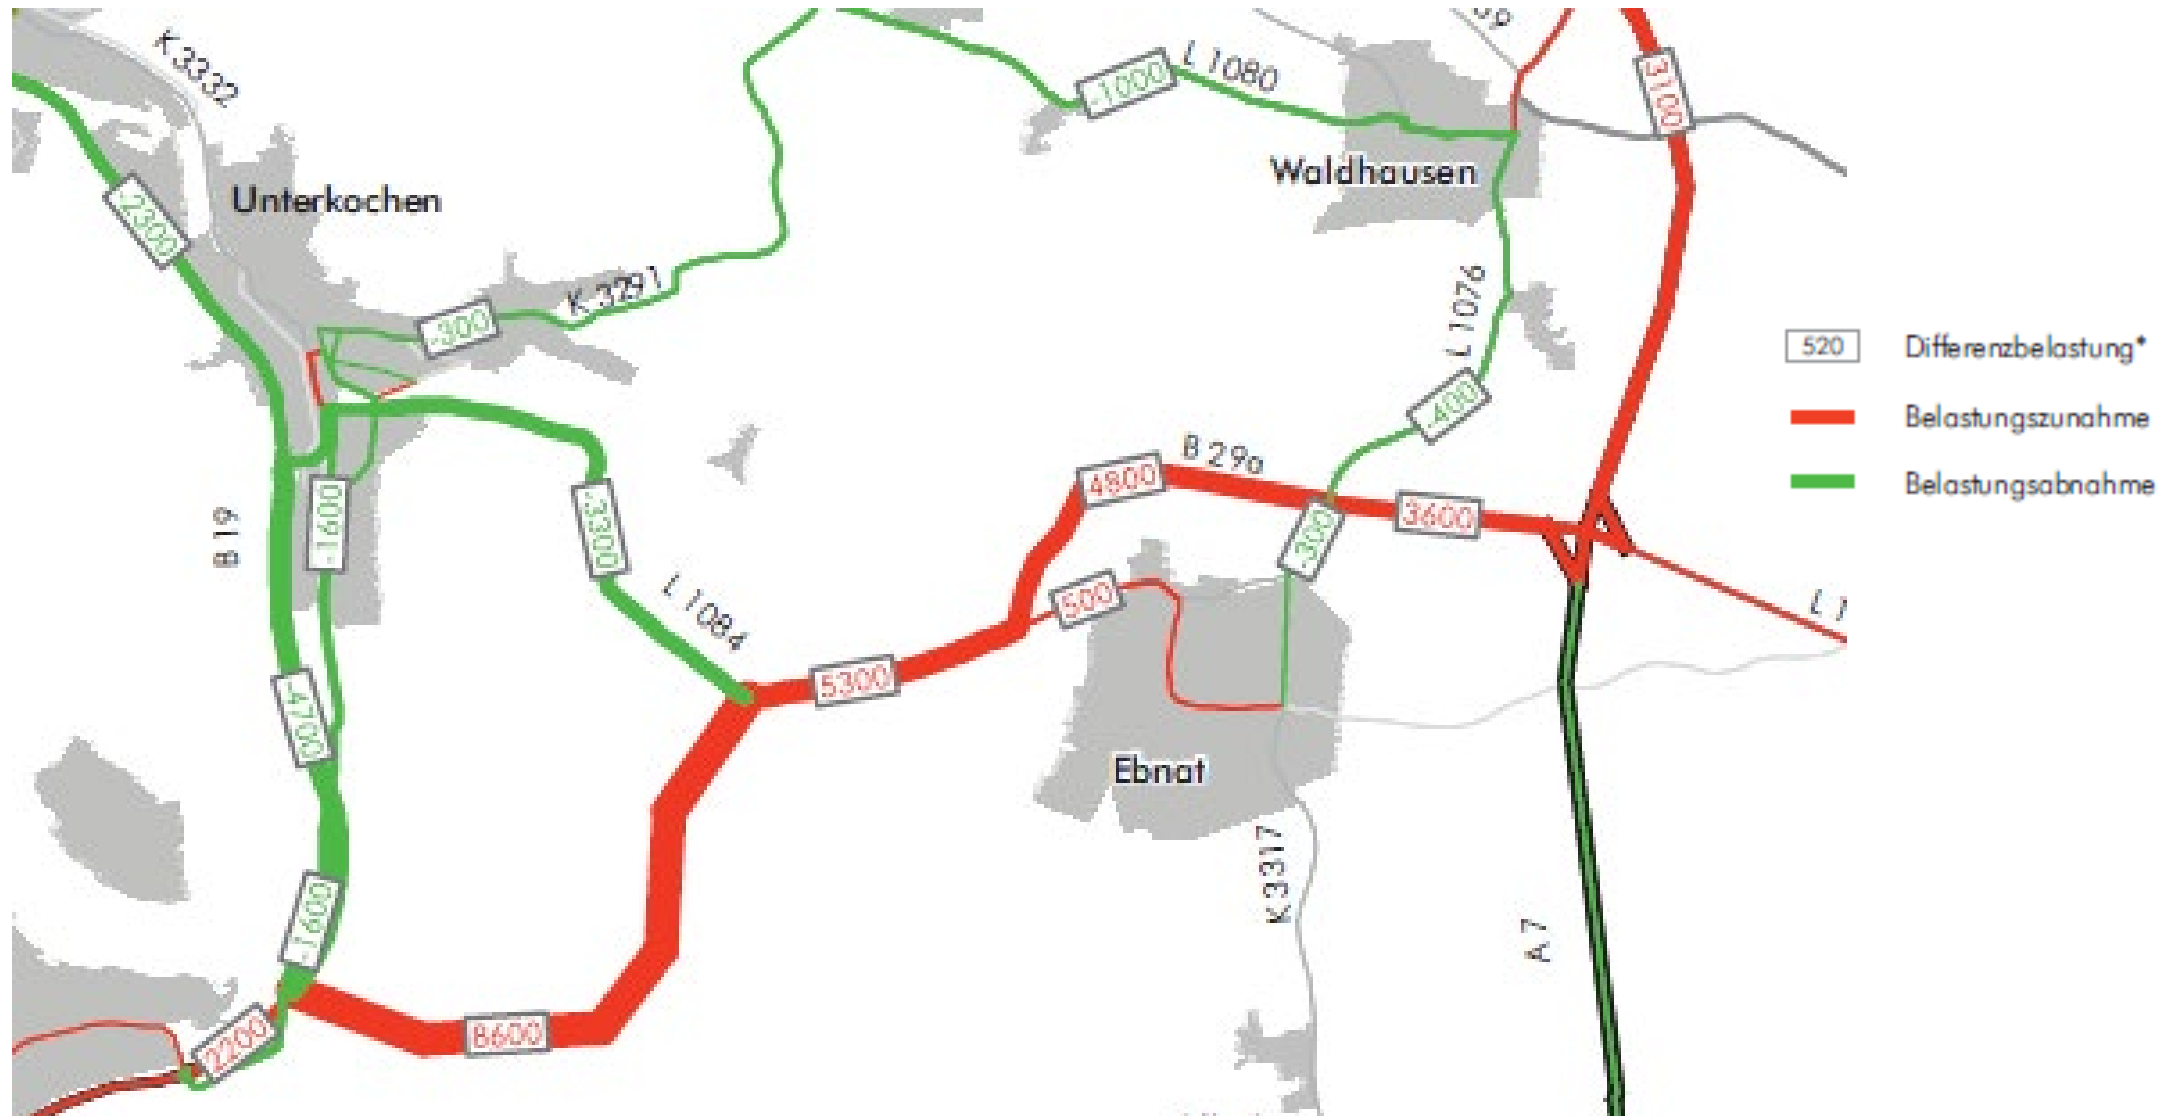 K 3332
L 1080
-1000
3100
Waldhausen
-2300
Unterkochen
K 3291
-300
L 1076
520 Differenzbelastung*
-400
Belastungszunahme
B 29a
4800
Belastungsabnahme
3600
B 19
-1600
-3300
-300
500
L 1084
L 1
5300
-4700
Ebnat
K 3317
-1600
A 7
2200
8600